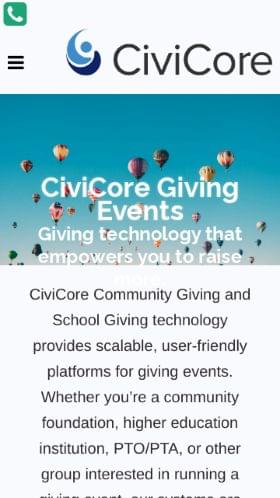 CiviCore
CiviCore Giving
Events
Giving technology that
empowers you to raise
more
CiviCore Community Giving and
School Giving technology
provides scalable, user-friendly
platforms for giving events.
Whether you're a community
foundation, higher education
institution, PTO/PTA, or other
group interested in running a
giving event, our systems are